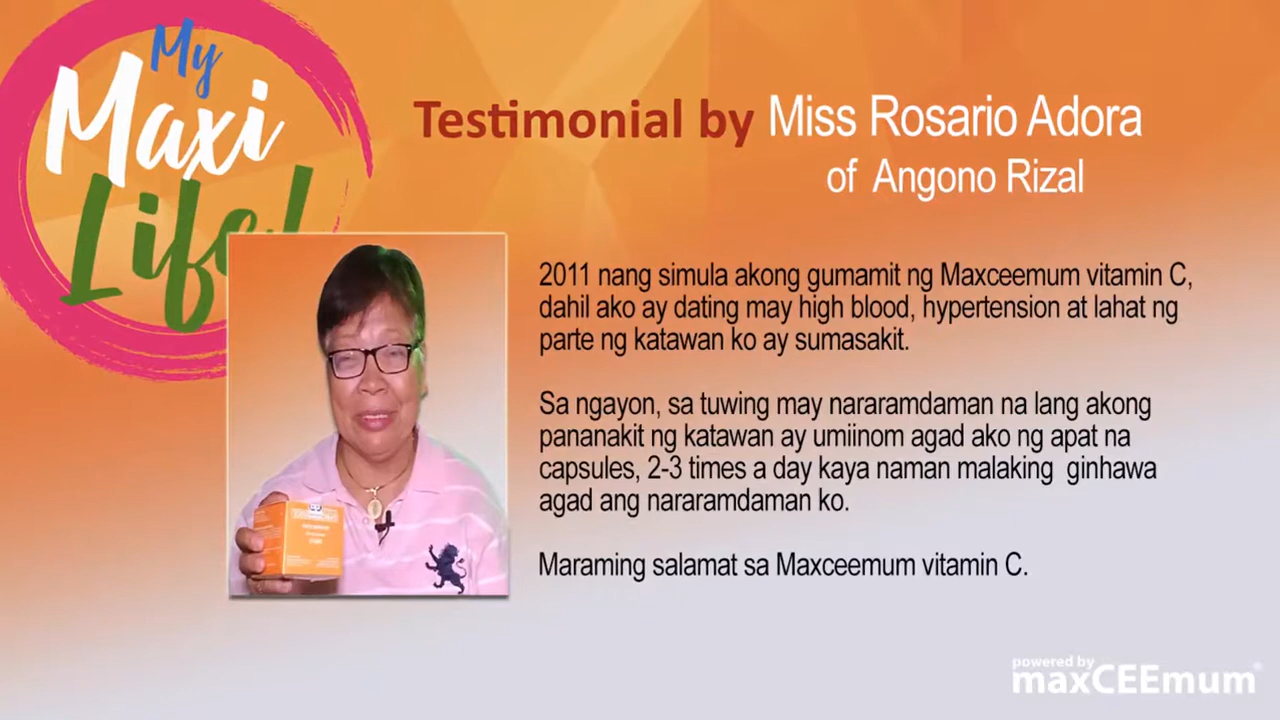 My
Maxi
Life!
Testimonial by Miss Rosario Adora
of Angono Rizal
2011 nang simula akong gumamit ng Maxceemum vitamin C,
dahil ako ay dating may high blood, hypertension at lahat ng
parte ng katawan ko ay sumasakit.
Sa ngayon, sa tuwing may nararamdaman na lang akong
pananakit ng katawan ay umiinom agad ako ng apat na
capsules, 2-3 times a day kaya naman malaking ginhawa
agad ang nararamdaman ko.
Maraming salamat sa Maxceemum vitamin C.
powered by
maxCEEmum®